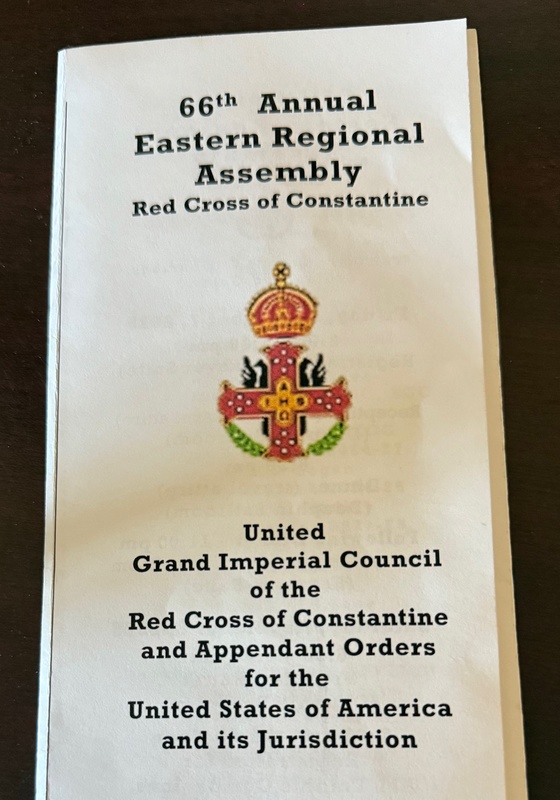 66th Annual
Eastern Regional
Assembly
Red Cross of Constantine
A
I H S
Ω
United
Grand Imperial Council
of the
Red Cross of Constantine
and Appendant Orders
for the
United States of America
and its Jurisdiction